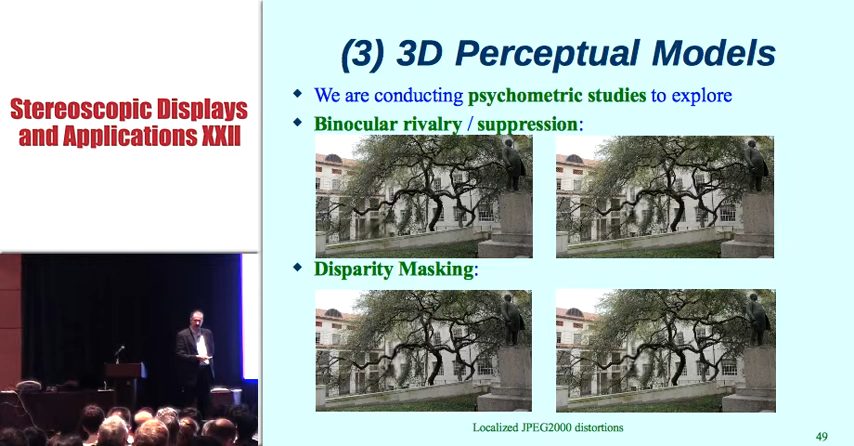 Stereoscopic Displays
and Applications XXII
(3) 3D Perceptual Models
We are conducting psychometric studies to explore
Binocular rivalry / suppression:
Disparity Masking:
Localized JPEG2000 distortions
49